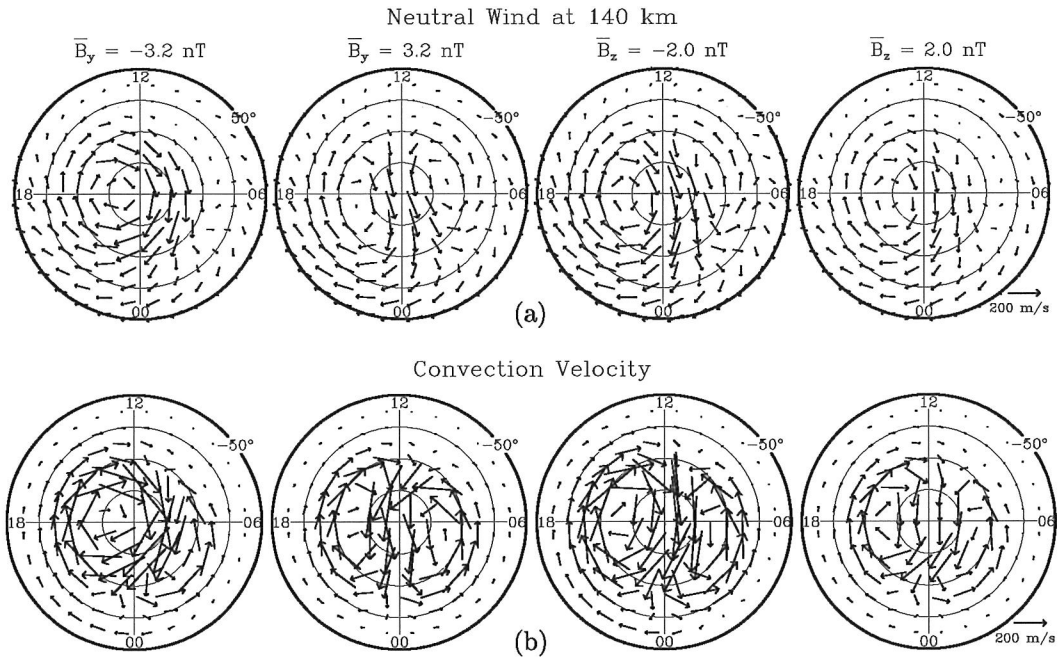 Neutral Wind at 140 km
B̅y = −3.2 nT B̅y = 3.2 nT B̅z = −2.0 nT B̅z = 2.0 nT
12 12 12 12
50° −50° −50° −50°
18 06 18 06 18 06 18 06
00 00 00 00
200 m/s
(a)
Convection Velocity
12 12 12 12
−50° −50° −50° −50°
18 06 18 06 18 06 18 06
00 00 00 00
200 m/s
(b)